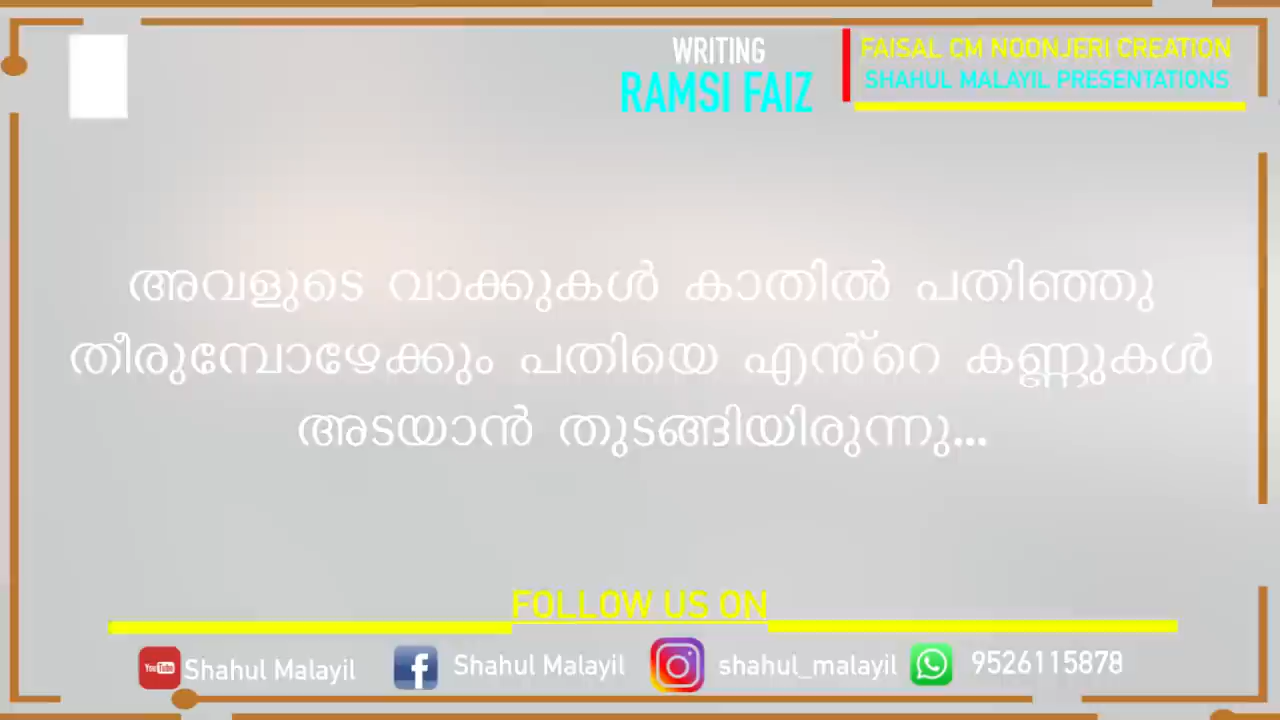 WRITING
RAMSI FAIZ
FAISAL CM NOONJERI CREATION
SHAHUL MALAYIL PRESENTATIONS
അവളുടെ വാക്കുകൾ കാതിൽ പതിഞ്ഞു
തീരുമ്പോഴേക്കും പതിയെ എൻ്റെ കണ്ണുകൾ
അടയാൻ തുടങ്ങിയിരുന്നു...
FOLLOW US ON
YouTube Shahul Malayil
f Shahul Malayil
shahul_malayil
9526115878